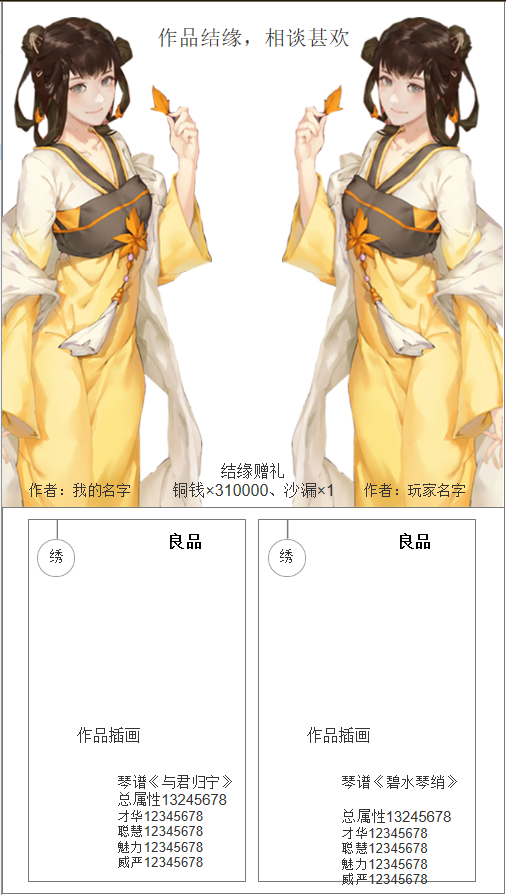 作品结缘，相谈甚欢
结缘赠礼
作者：我的名字
铜钱×310000、沙漏×1
作者：玩家名字
绣
良品
作品插画
琴谱《与君归宁》
总属性13245678
才华12345678
聪慧12345678
魅力12345678
威严12345678
绣
良品
作品插画
琴谱《碧水琴绡》
总属性12345678
才华12345678
聪慧12345678
魅力12345678
威严12345678